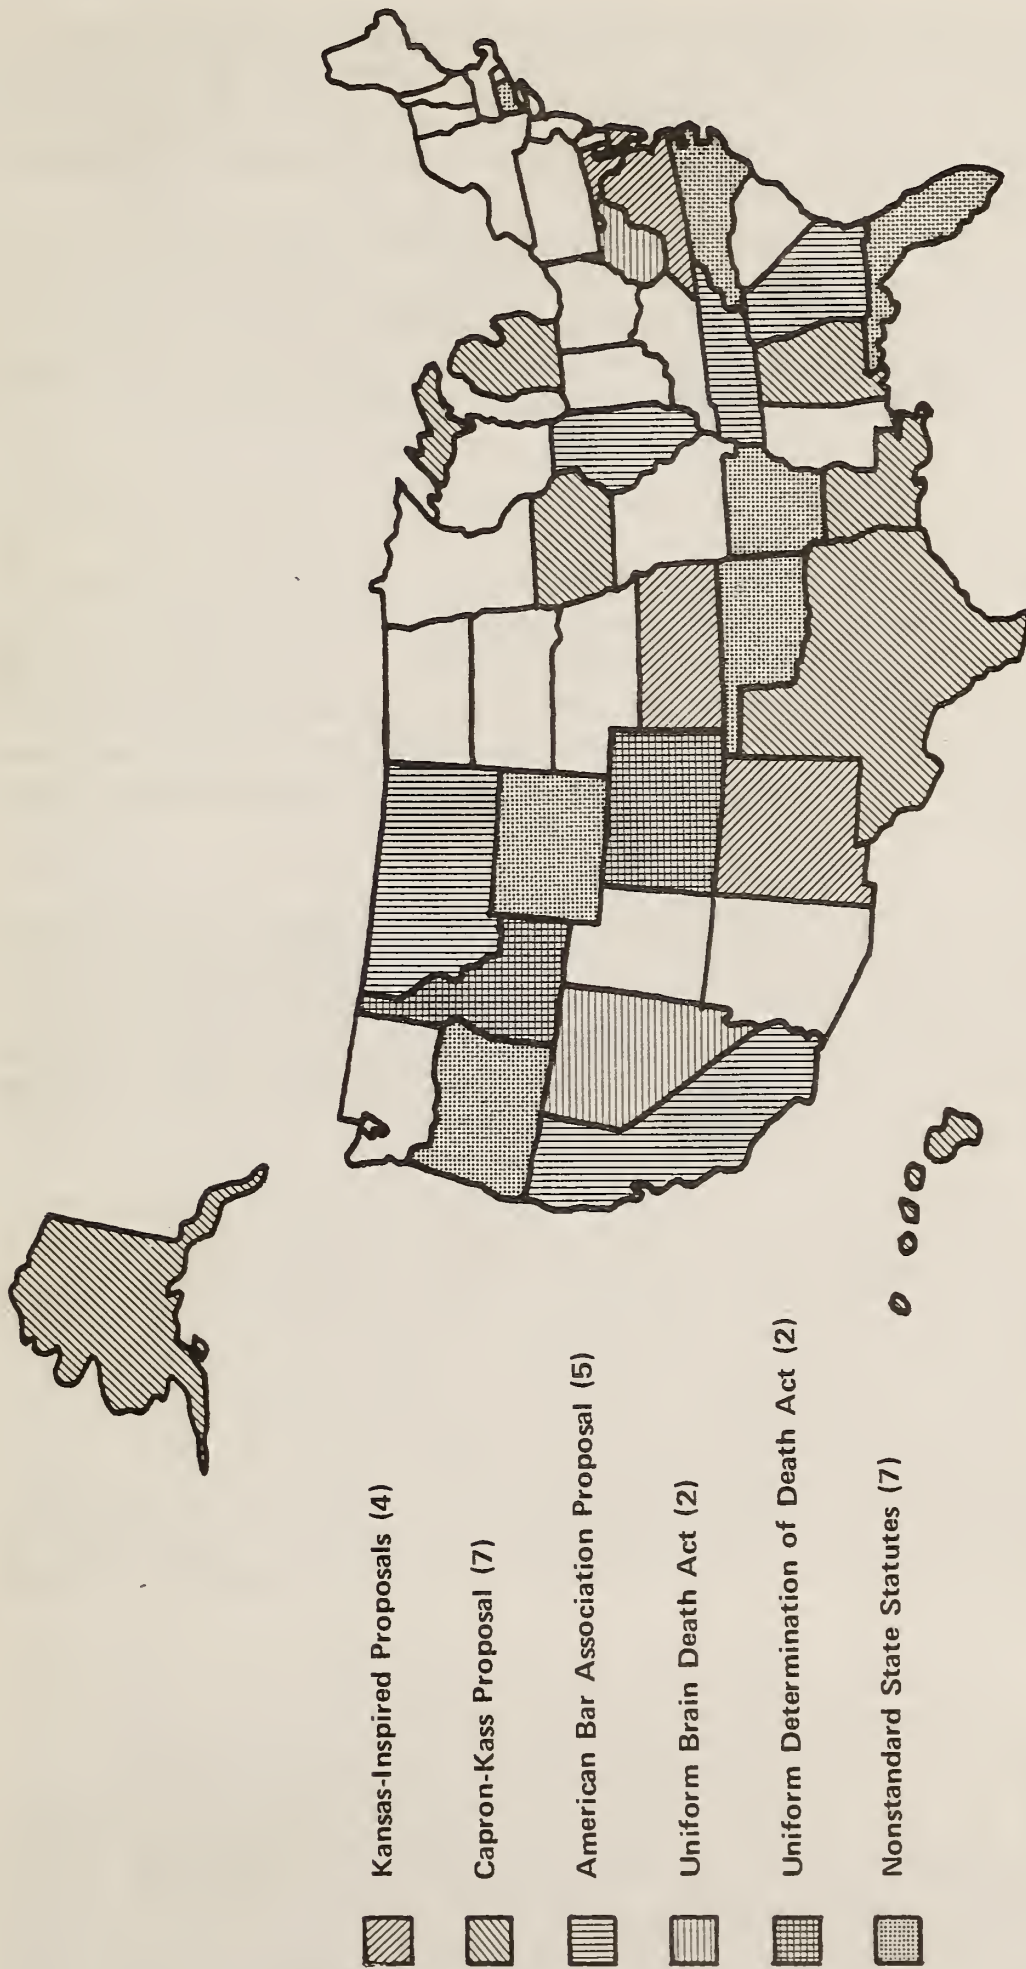 Kansas-Inspired Proposals (4)
Capron-Kass Proposal (7)
American Bar Association Proposal (5)
Uniform Brain Death Act (2)
Uniform Determination of Death Act (2)
Nonstandard State Statutes (7)